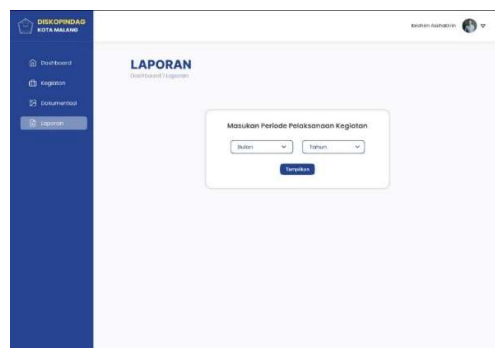 DISKOPINDAG
KOTA MALANG
Dashboard
Kegiatan
Dokumentasi
Laporan
LAPORAN
Dashboard / Laporan
Masukan Periode Pelaksanaan Kegiatan
Bulan
Tahun
Tampilkan